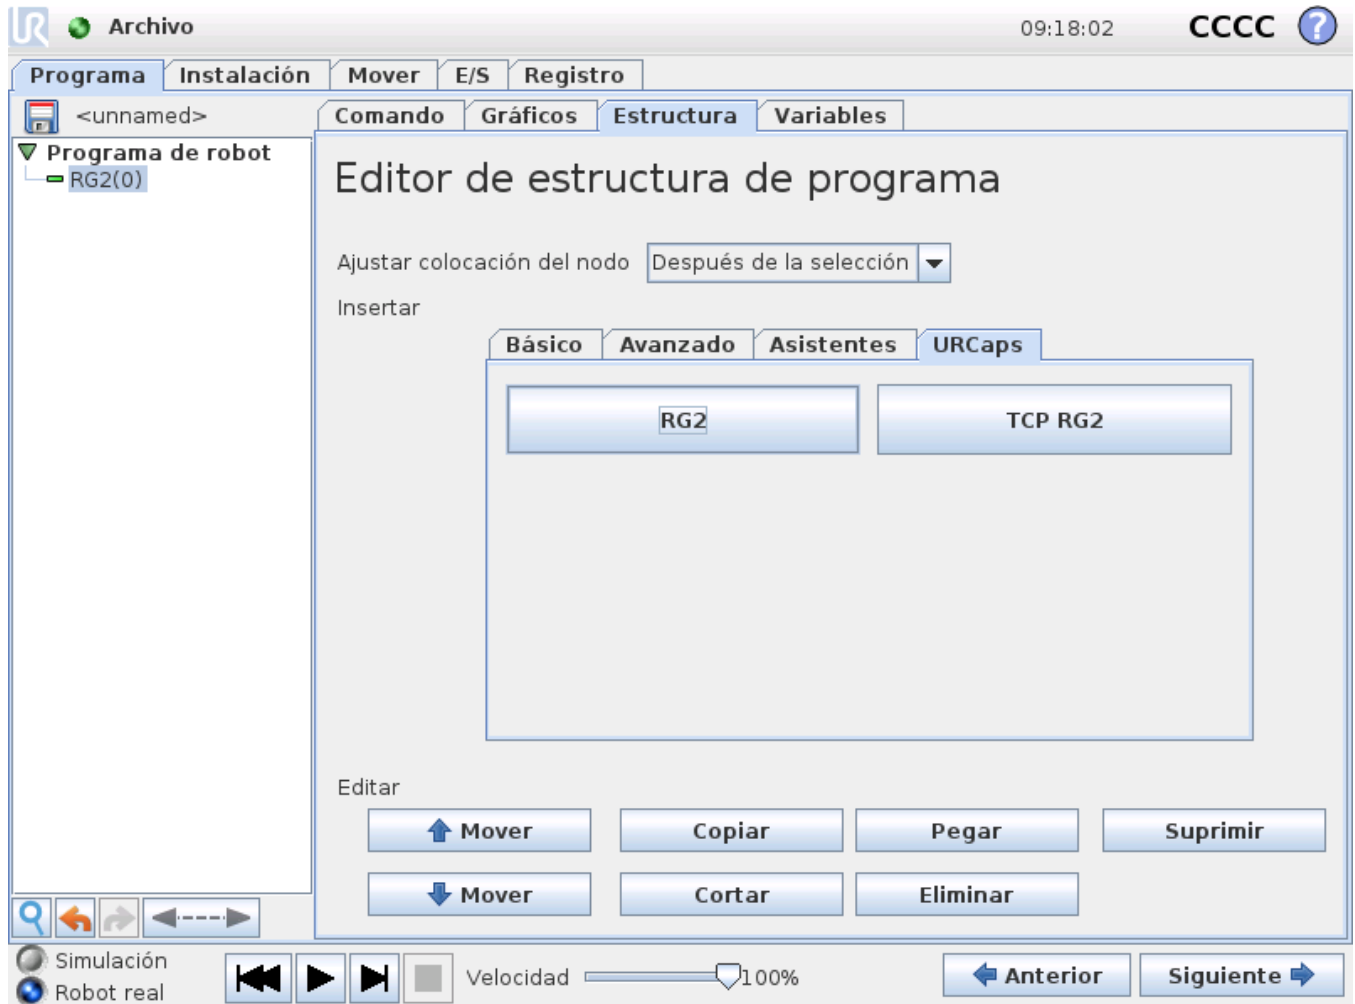 UR Archivo 09:18:02 CCCC ?
Programa Instalación Mover E/S Registro
<unnamed> Comando Gráficos Estructura Variables
Programa de robot
RG2(0)
Editor de estructura de programa
Ajustar colocación del nodo Después de la selección
Insertar
Básico Avanzado Asistentes URCaps
RG2 TCP RG2
Editar
Mover Copiar Pegar Suprimir
Mover Cortar Eliminar
Simulación
Robot real
Velocidad 100% Anterior Siguiente